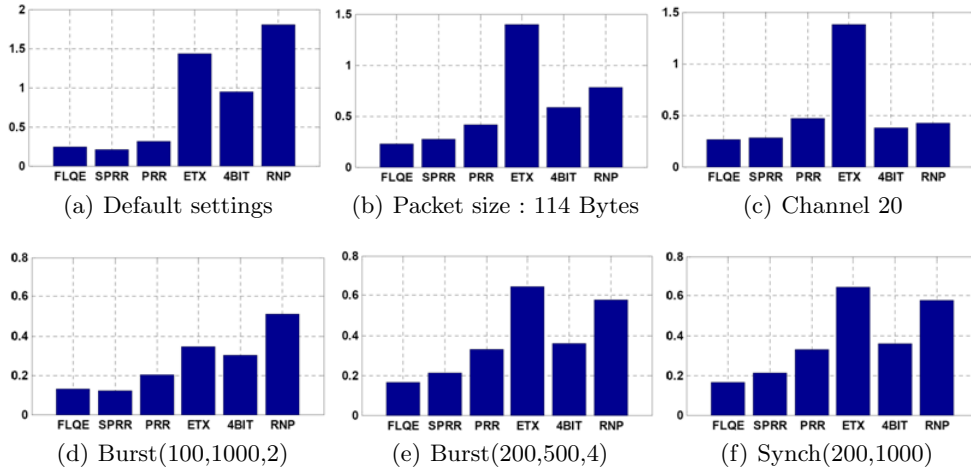 2
1.5
1
0.5
0
FLQE SPRR PRR ETX 4BIT RNP
(a) Default settings
1.5
1
0.5
0
FLQE SPRR PRR ETX 4BIT RNP
(b) Packet size : 114 Bytes
1.5
1
0.5
0
FLQE SPRR PRR ETX 4BIT RNP
(c) Channel 20
0.8
0.6
0.4
0.2
0
FLQE SPRR PRR ETX 4BIT RNP
(d) Burst(100,1000,2)
0.8
0.6
0.4
0.2
0
FLQE SPRR PRR ETX 4BIT RNP
(e) Burst(200,500,4)
0.8
0.6
0.4
0.2
0
FLQE SPRR PRR ETX 4BIT RNP
(f) Synch(200,1000)